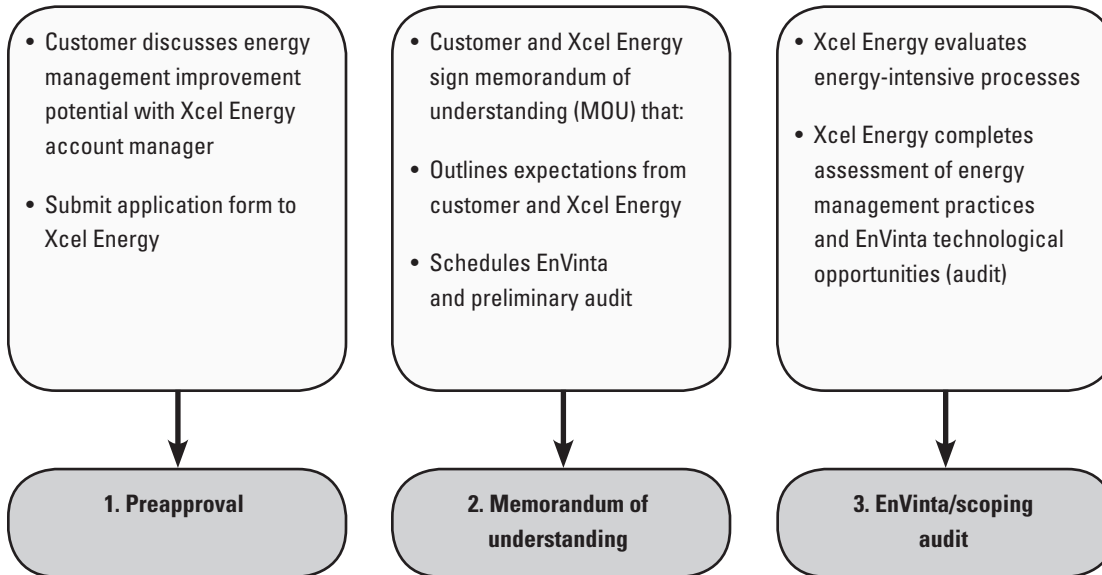 • Customer discusses energy
management improvement
potential with Xcel Energy
account manager
• Submit application form to
Xcel Energy
1. Preapproval
• Customer and Xcel Energy
sign memorandum of
understanding (MOU) that:
• Outlines expectations from
customer and Xcel Energy
• Schedules EnVinta
and preliminary audit
2. Memorandum of
understanding
• Xcel Energy evaluates
energy-intensive processes
• Xcel Energy completes
assessment of energy
management practices
and EnVinta technological
opportunities (audit)
3. EnVinta/scoping
audit